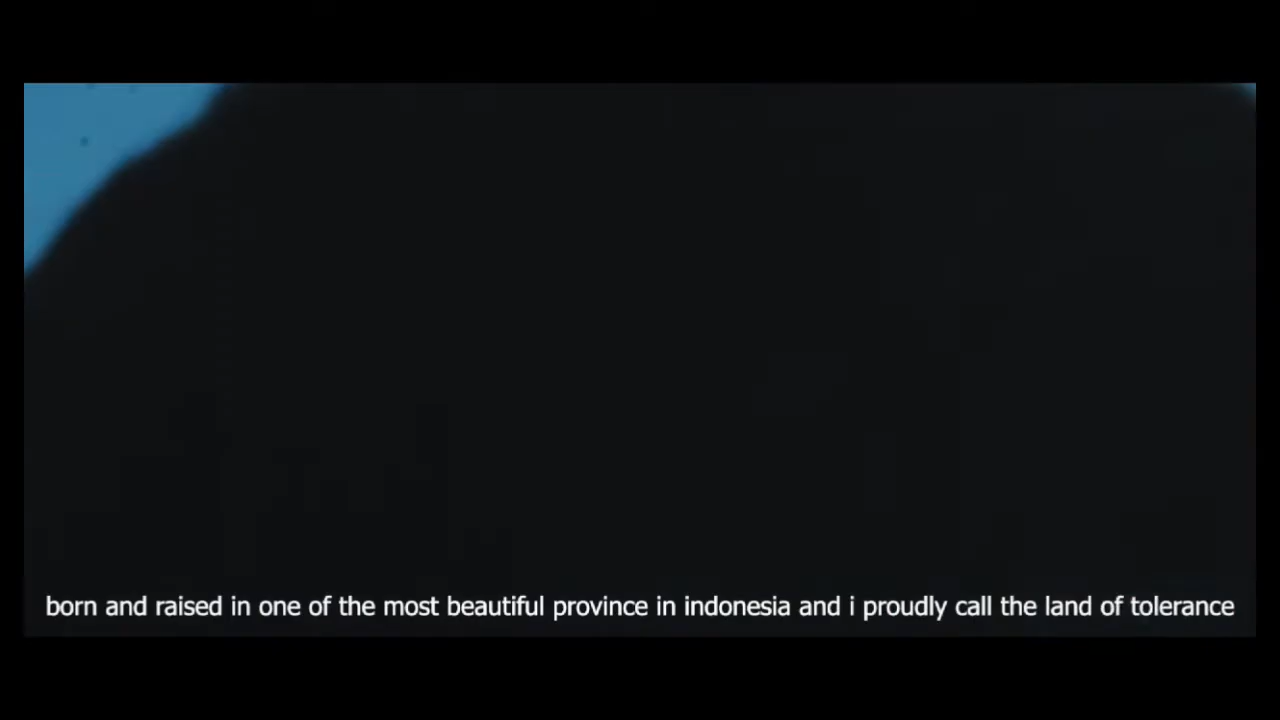 born and raised in one of the most beautiful province in indonesia and i proudly call the land of tolerance